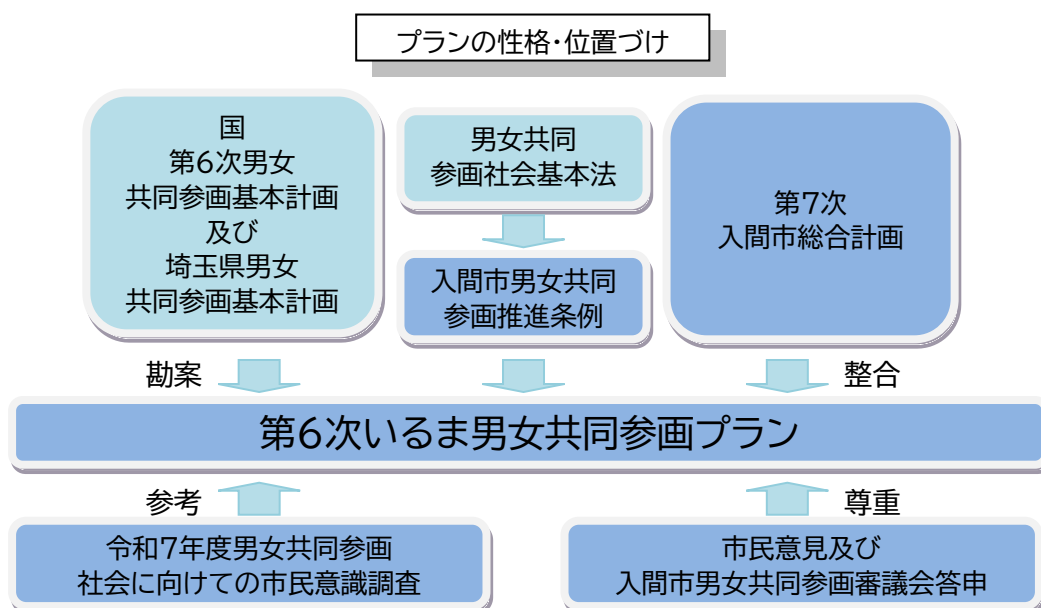 プランの性格・位置づけ
国
第6次男女
共同参画基本計画
及び
埼玉県男女
共同参画基本計画
男女共同
参画社会基本法
入間市男女共同
参画推進条例
第7次
入間市総合計画
勘案
整合
第6次いるま男女共同参画プラン
参考
尊重
令和7年度男女共同参画
社会に向けての市民意識調査
市民意見及び
入間市男女共同参画審議会答申